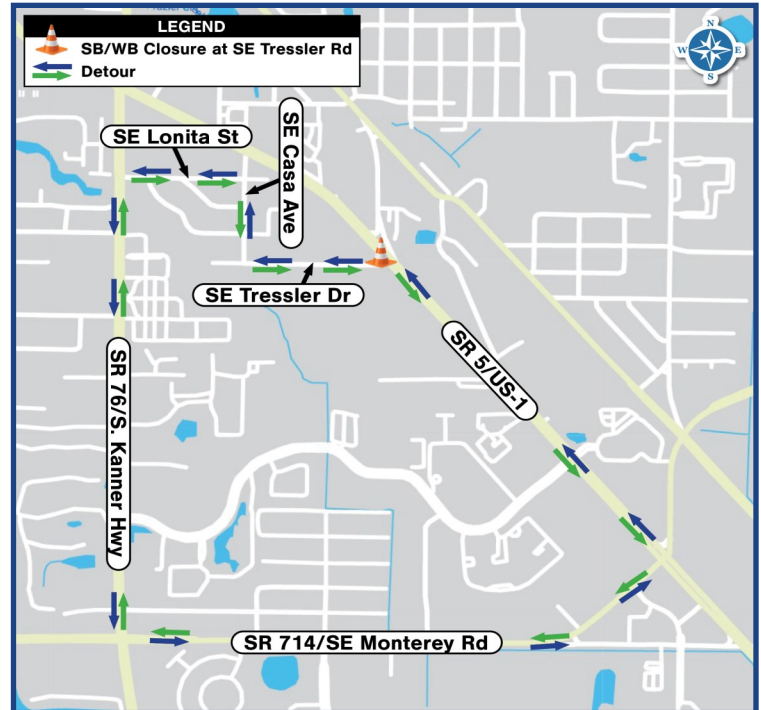 LEGEND
SB/WB Closure at SE Tressler Rd
Detour
N
W
E
S
SE Lonita St
SE Casa Ave
SE Tressler Dr
SR 5/US-1
SR 76/S. Kanner Hwy
SR 714/SE Monterey Rd